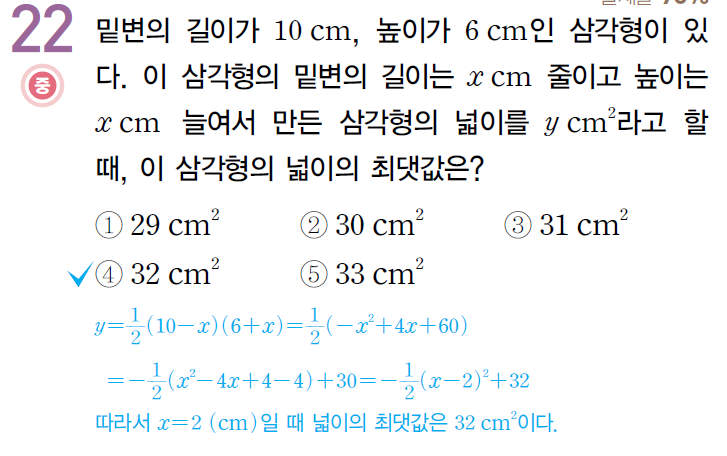 22 밑변의 길이가 10 cm, 높이가 6 cm인 삼각형이 있
중 다. 이 삼각형의 밑변의 길이는 x cm 줄이고 높이는
x cm 늘여서 만든 삼각형의 넓이를 y cm²라고 할
때, 이 삼각형의 넓이의 최댓값은?
① 29 cm² ② 30 cm² ③ 31 cm²
④ 32 cm² ⑤ 33 cm²
y=1/2(10-x)(6+x)=1/2(-x²+4x+60)
=-1/2(x²-4x+4-4)+30=-1/2(x-2)²+32
따라서 x=2 (cm)일 때 넓이의 최댓값은 32 cm²이다.